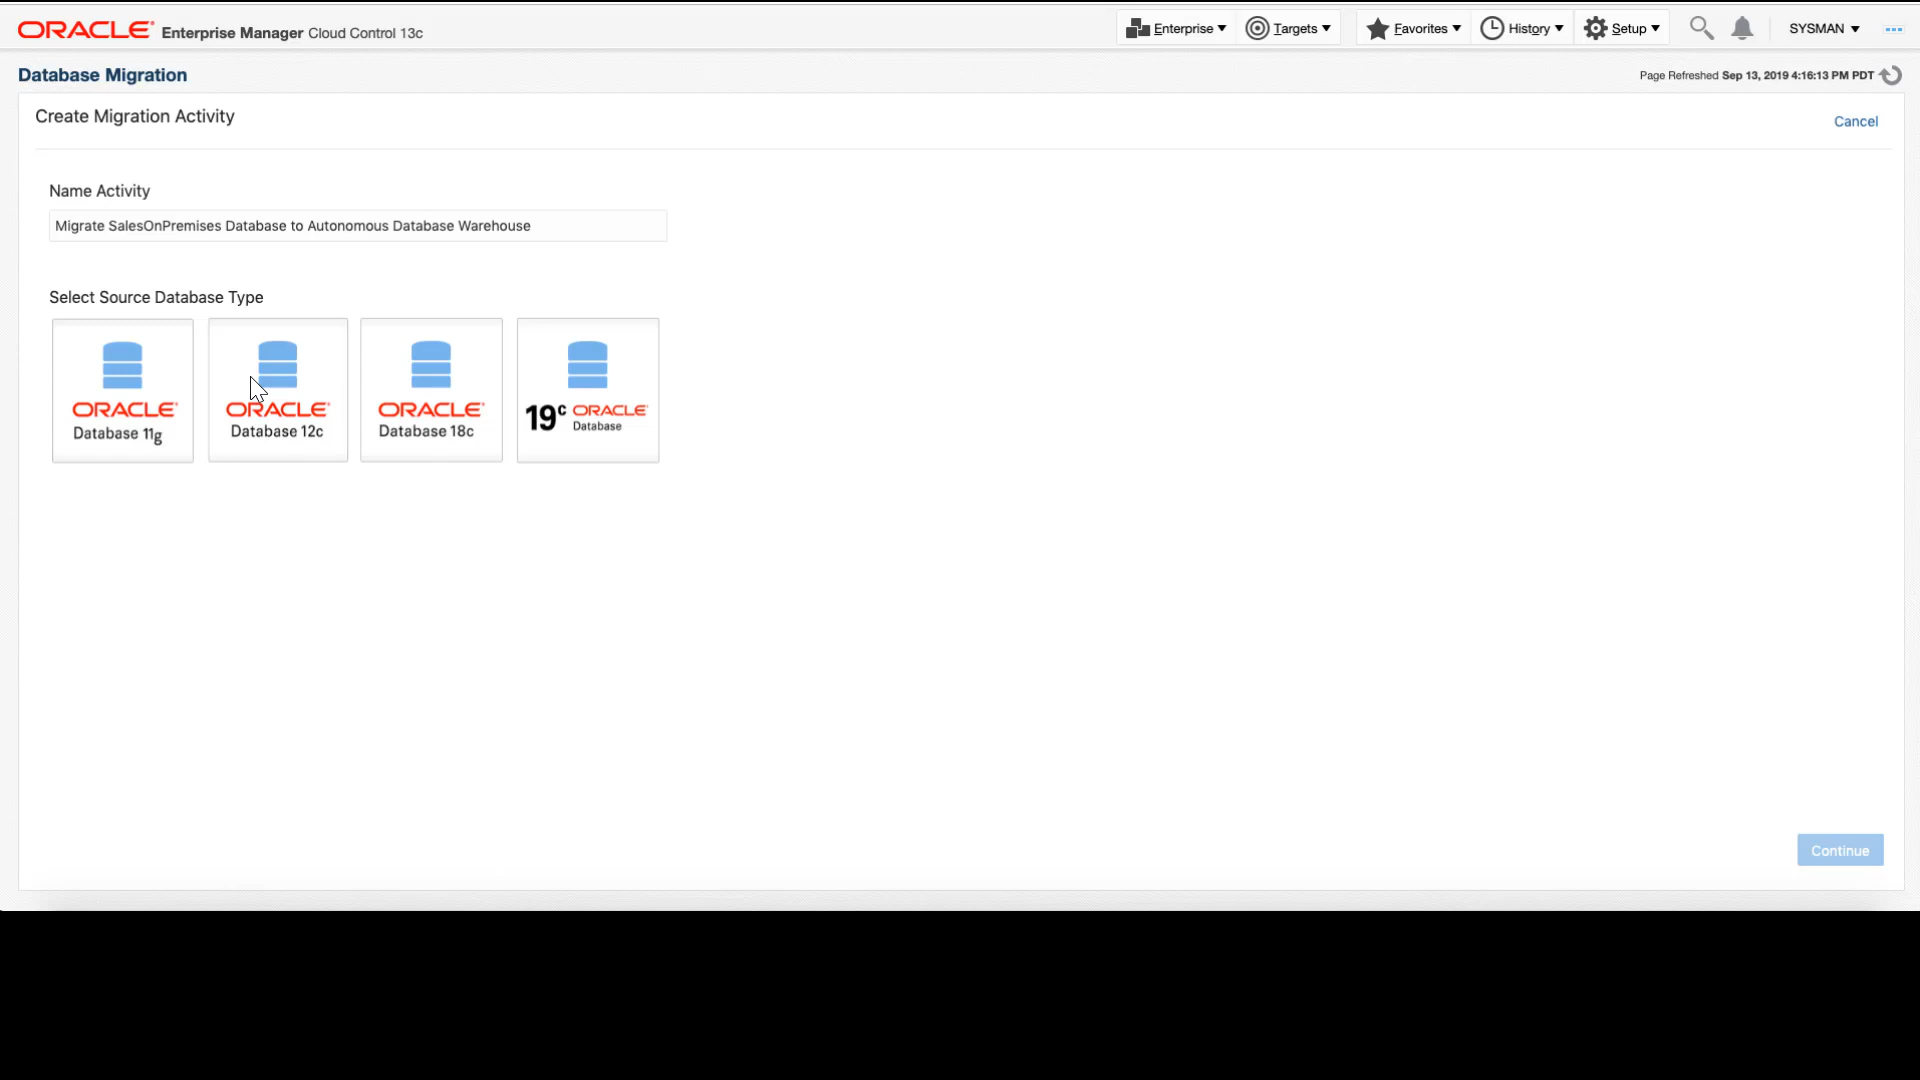 ORACLE Enterprise Manager Cloud Control 13c Enterprise Targets Favorites History Setup SYSMAN
Database Migration Page Refreshed Sep 13, 2019 4:16:13 PM PDT
Create Migration Activity Cancel
Name Activity
Migrate SalesOnPremises Database to Autonomous Database Warehouse
Select Source Database Type
ORACLE
Database 11g
ORACLE
Database 12c
ORACLE
Database 18c
19c ORACLE
Database
Continue